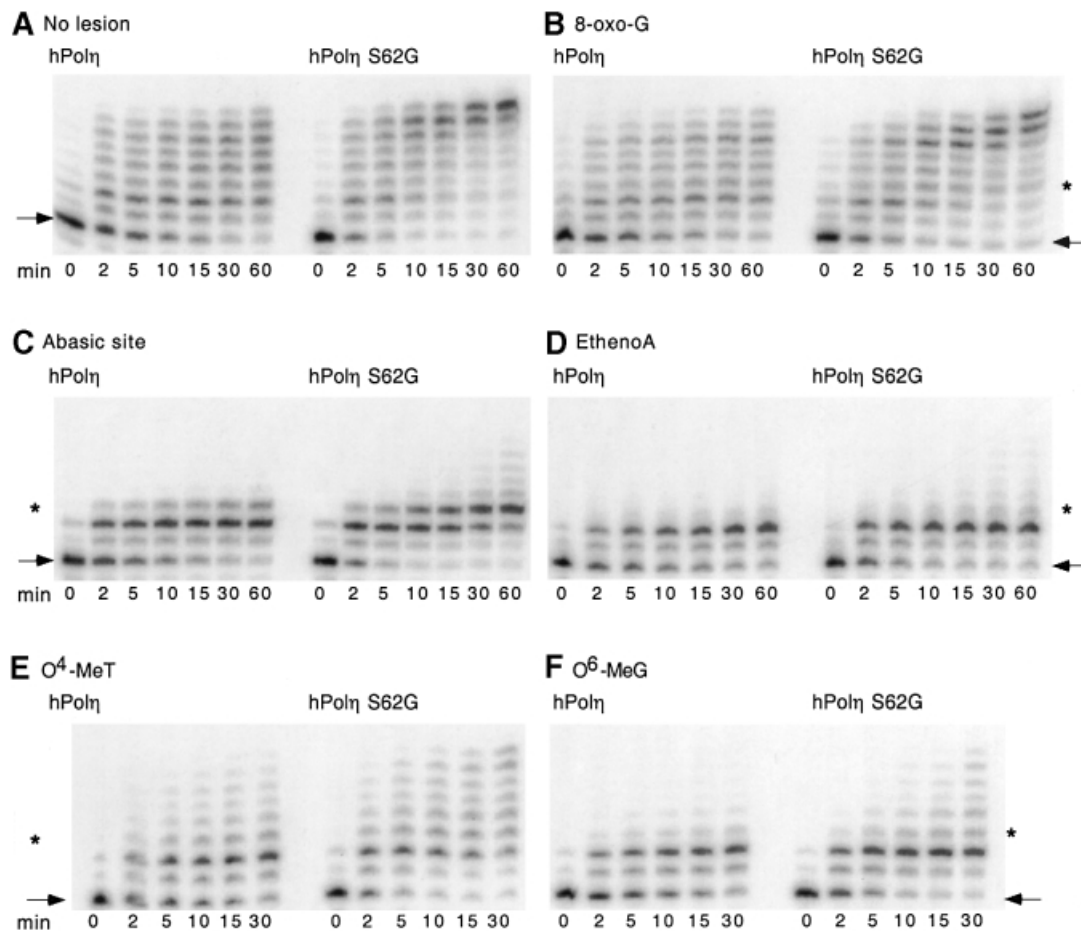 A No lesion
hPolη hPolη S62G
min 0 2 5 10 15 30 60 0 2 5 10 15 30 60
B 8-oxo-G
hPolη hPolη S62G
*
0 2 5 10 15 30 60 0 2 5 10 15 30 60
C Abasic site
hPolη hPolη S62G
*
min 0 2 5 10 15 30 60 0 2 5 10 15 30 60
D EthenoA
hPolη hPolη S62G
*
0 2 5 10 15 30 60 0 2 5 10 15 30 60
E O⁴-MeT
hPolη hPolη S62G
*
min 0 2 5 10 15 30 0 2 5 10 15 30
F O⁶-MeG
hPolη hPolη S62G
*
0 2 5 10 15 30 0 2 5 10 15 30